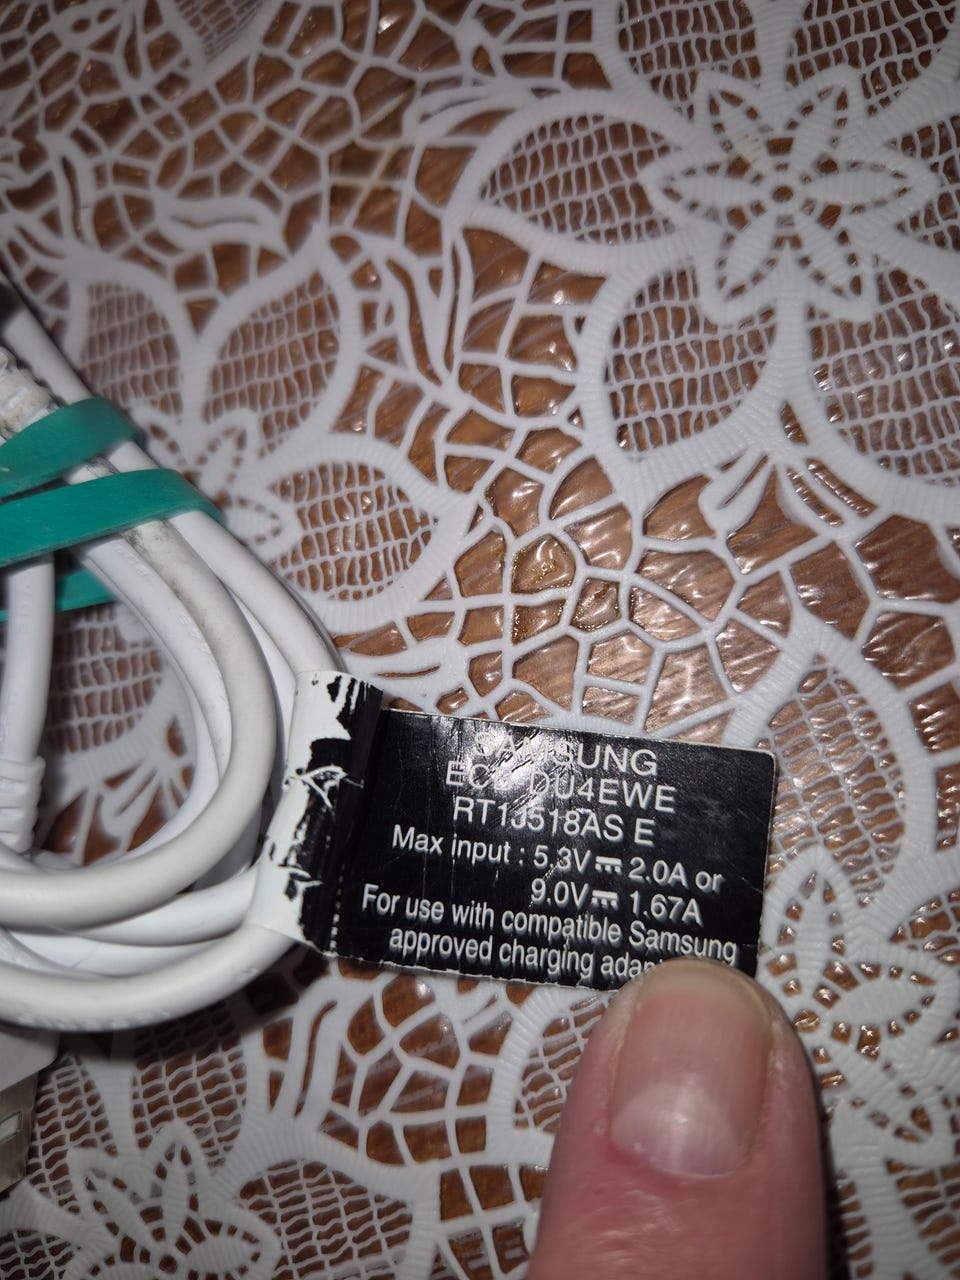 SAMSUNG
DU4EWE
RT1J518AS E
Max input : 5.3V⎓2.0A or
9.0V⎓1.67A
For use with compatible Samsung
approved charging